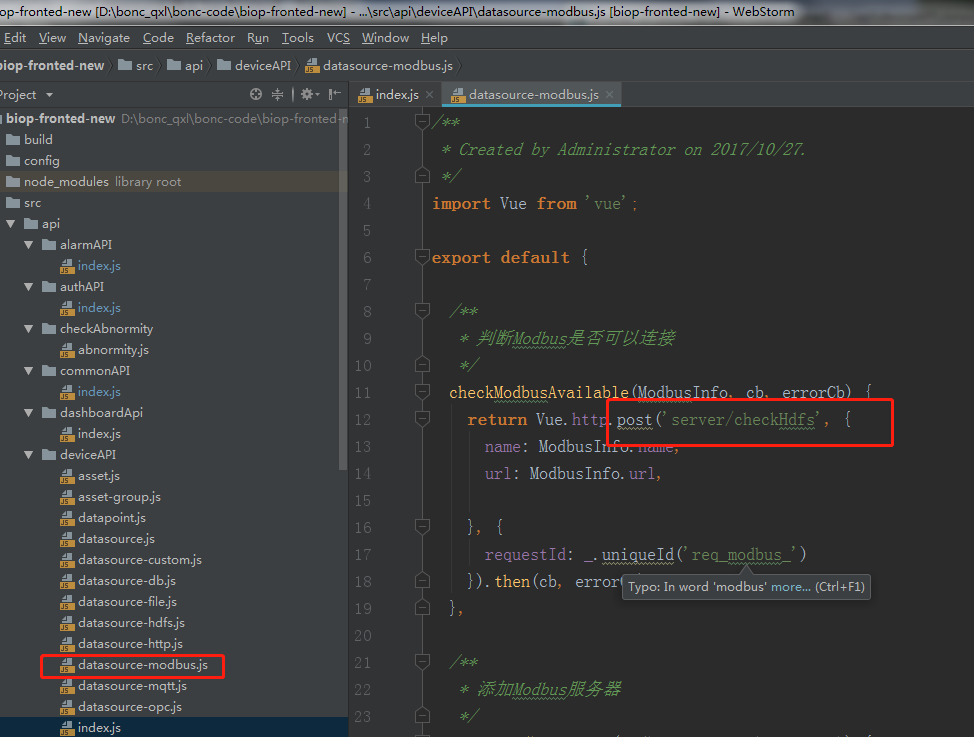 op-fronted-new [D:\bonc_qxl\bonc-code\biop-fronted-new] - ...\src\api\deviceAPI\datasource-modbus.js [biop-fronted-new] - WebStorm
Edit View Navigate Code Refactor Run Tools VCS Window Help
biop-fronted-new src api deviceAPI datasource-modbus.js
Project
index.js datasource-modbus.js
biop-fronted-new D:\bonc_qxl\bonc-code\biop-fronted-n
build
config
node_modules library root
src
api
alarmAPI
index.js
authAPI
index.js
checkAbnormity
abnormity.js
commonAPI
index.js
dashboardApi
index.js
deviceAPI
asset.js
asset-group.js
datapoint.js
datasource.js
datasource-custom.js
datasource-db.js
datasource-file.js
datasource-hdfs.js
datasource-http.js
datasource-modbus.js
datasource-mqtt.js
datasource-opc.js
index.js
1 /**
2 * Created by Administrator on 2017/10/27.
3 */
4 import Vue from 'vue';
5
6 export default {
7
8 /**
9 * 判断Modbus是否可以连接
10 */
11 checkModbusAvailable(ModbusInfo, cb, errorCb) {
12 return Vue.http.post('server/checkHdfs', {
13 name: ModbusInfo.name,
14 url: ModbusInfo.url,
15
16 }, {
17 requestId: _.uniqueId('req_modbus_')
18 }).then(cb, error
Typo: In word 'modbus' more... (Ctrl+F1)
19 },
20
21 /**
22 * 添加Modbus服务器
23 */